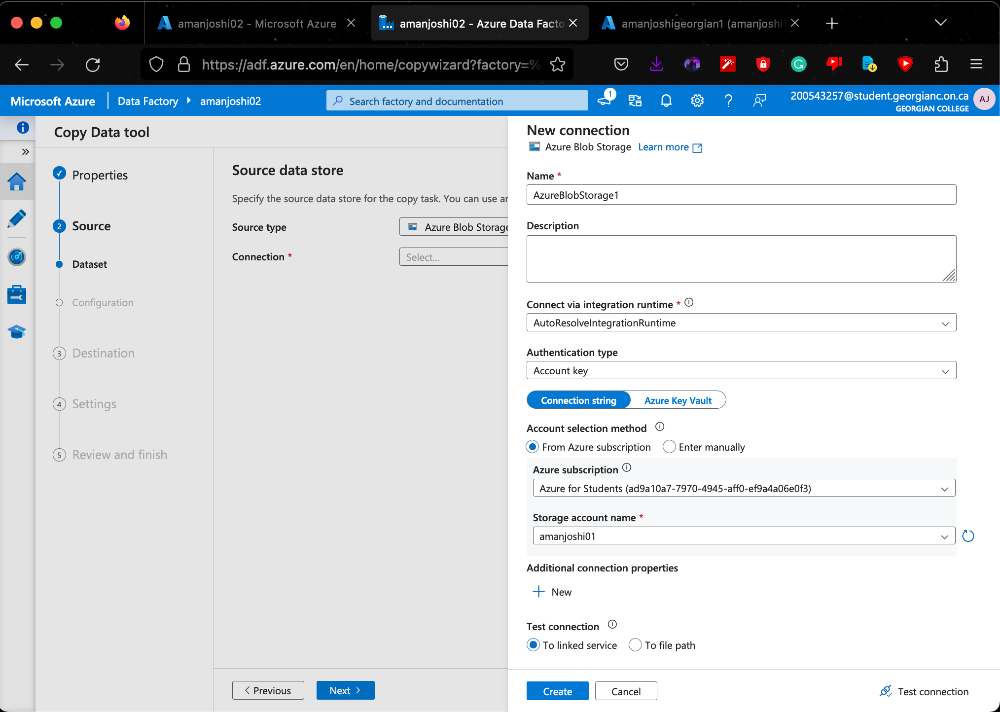 amanjoshi02 - Microsoft Azure
amanjoshi02 - Azure Data Facto
amanjoshigeorgian1 (amanjoshi1
https://adf.azure.com/en/home/copywizard?factory=%
Microsoft Azure
Data Factory
amanjoshi02
Search factory and documentation
1
200543257@student.georgianc.on.ca
GEORGIAN COLLEGE
AJ
Copy Data tool
Properties
2 Source
Dataset
Configuration
3 Destination
4 Settings
5 Review and finish
Source data store
Specify the source data store for the copy task. You can use an
Source type
Azure Blob Storage
Connection *
Select...
Previous
Next
New connection
Azure Blob Storage Learn more
Name *
AzureBlobStorage1
Description
Connect via integration runtime *
AutoResolveIntegrationRuntime
Authentication type
Account key
Connection string
Azure Key Vault
Account selection method
From Azure subscription
Enter manually
Azure subscription
Azure for Students (ad9a10a7-7970-4945-aff0-ef9a4a06e0f3)
Storage account name *
amanjoshi01
Additional connection properties
New
Test connection
To linked service
To file path
Create
Cancel
Test connection